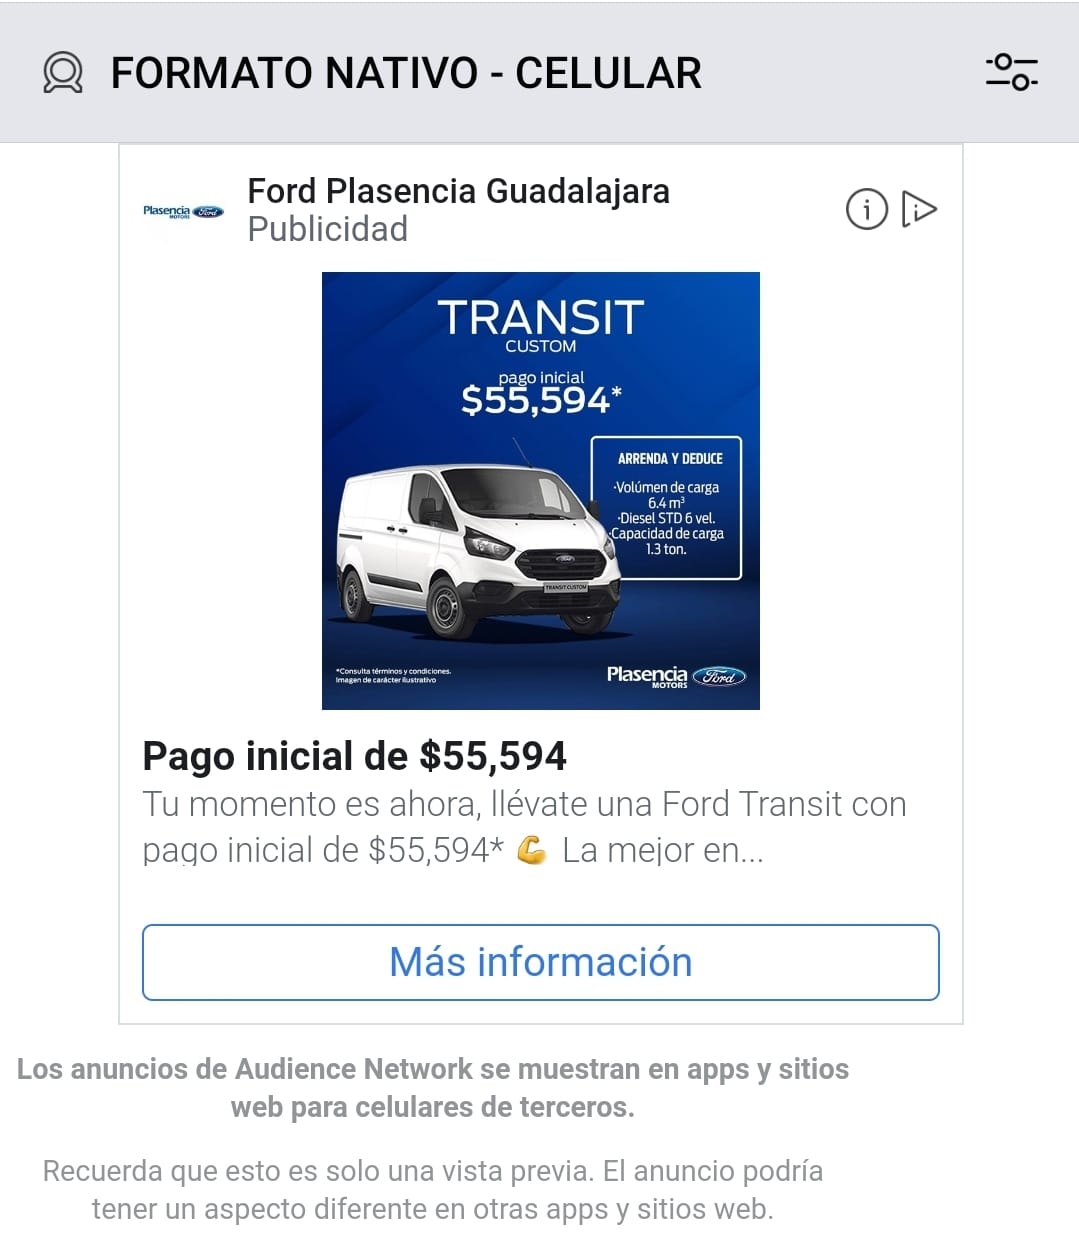 FORMATO NATIVO - CELULAR
Plasencia
MOTORS
Ford
Ford Plasencia Guadalajara
Publicidad
TRANSIT
CUSTOM
pago inicial
$55,594*
ARRENDA Y DEDUCE
·Volúmen de carga
6.4 m³
·Diesel STD 6 vel.
·Capacidad de carga
1.3 ton.
Ford
TRANSIT CUSTOM
*Consulta términos y condiciones.
Imagen de carácter ilustrativo
Plasencia
MOTORS
Ford
Pago inicial de $55,594
Tu momento es ahora, llévate una Ford Transit con
pago inicial de $55,594* 💪 La mejor en...
Más información
Los anuncios de Audience Network se muestran en apps y sitios
web para celulares de terceros.
Recuerda que esto es solo una vista previa. El anuncio podría
tener un aspecto diferente en otras apps y sitios web.